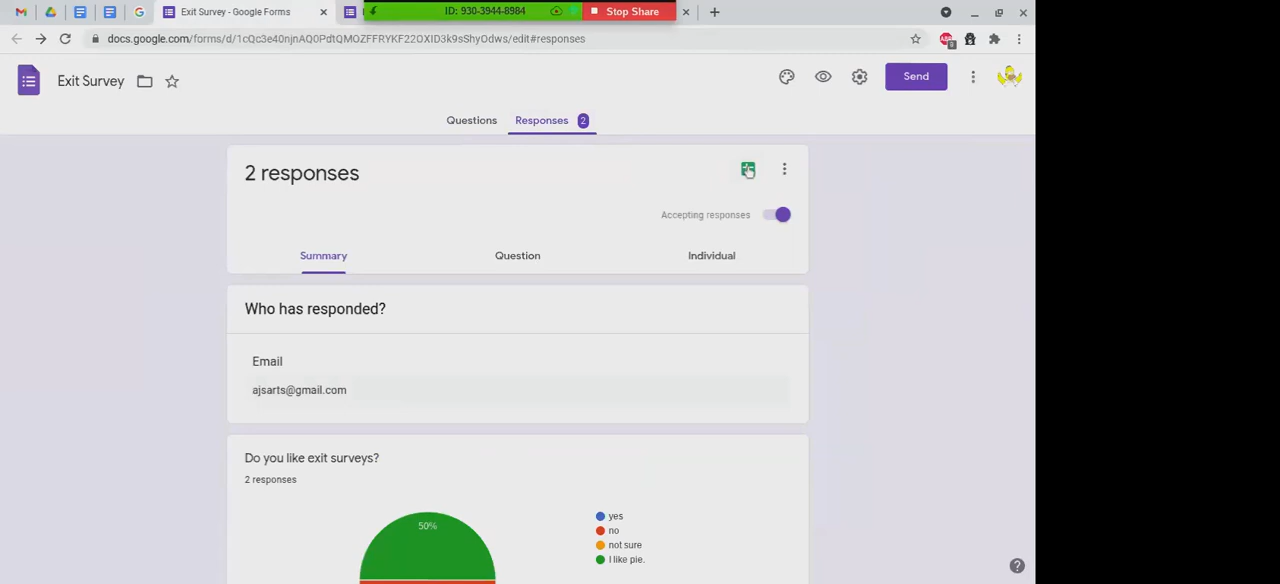 Exit Survey - Google Forms
ID: 930-3944-8984
Stop Share
docs.google.com/forms/d/1cQc3e40njnAQ0PdtQMOZFFRYKF22OXID3k9sShyOdws/edit#responses
Exit Survey
Send
Questions
Responses 2
2 responses
Accepting responses
Summary
Question
Individual
Who has responded?
Email
ajsarts@gmail.com
Do you like exit surveys?
2 responses
50%
yes
no
not sure
I like pie.